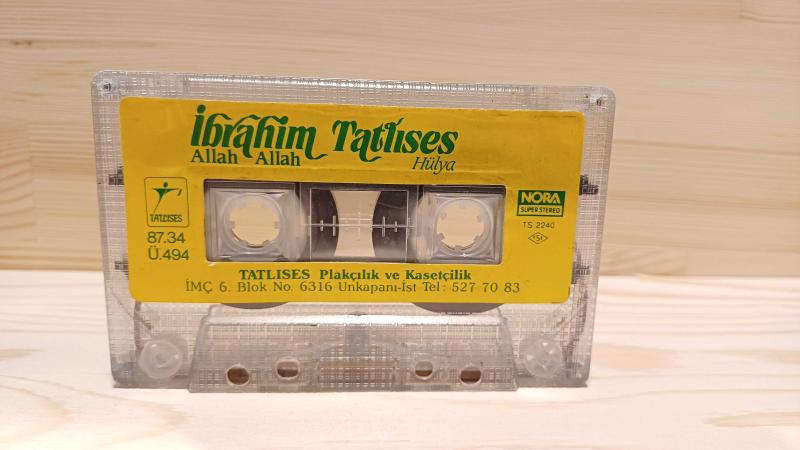 İbrahim Tatlıses
Allah Allah
Hülya
TATLISES
NORA
SUPER STEREO
TS 2240
TSE
87.34
Ü.494
TATLISES Plakçılık ve Kasetçilik
İMÇ 6. Blok No. 6316 Unkapanı-İst Tel: 527 70 83